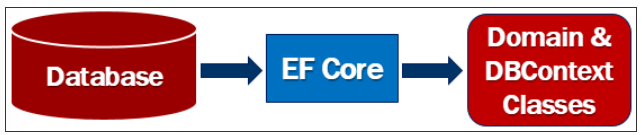 Database
EF Core
Domain &
DBContext
Classes